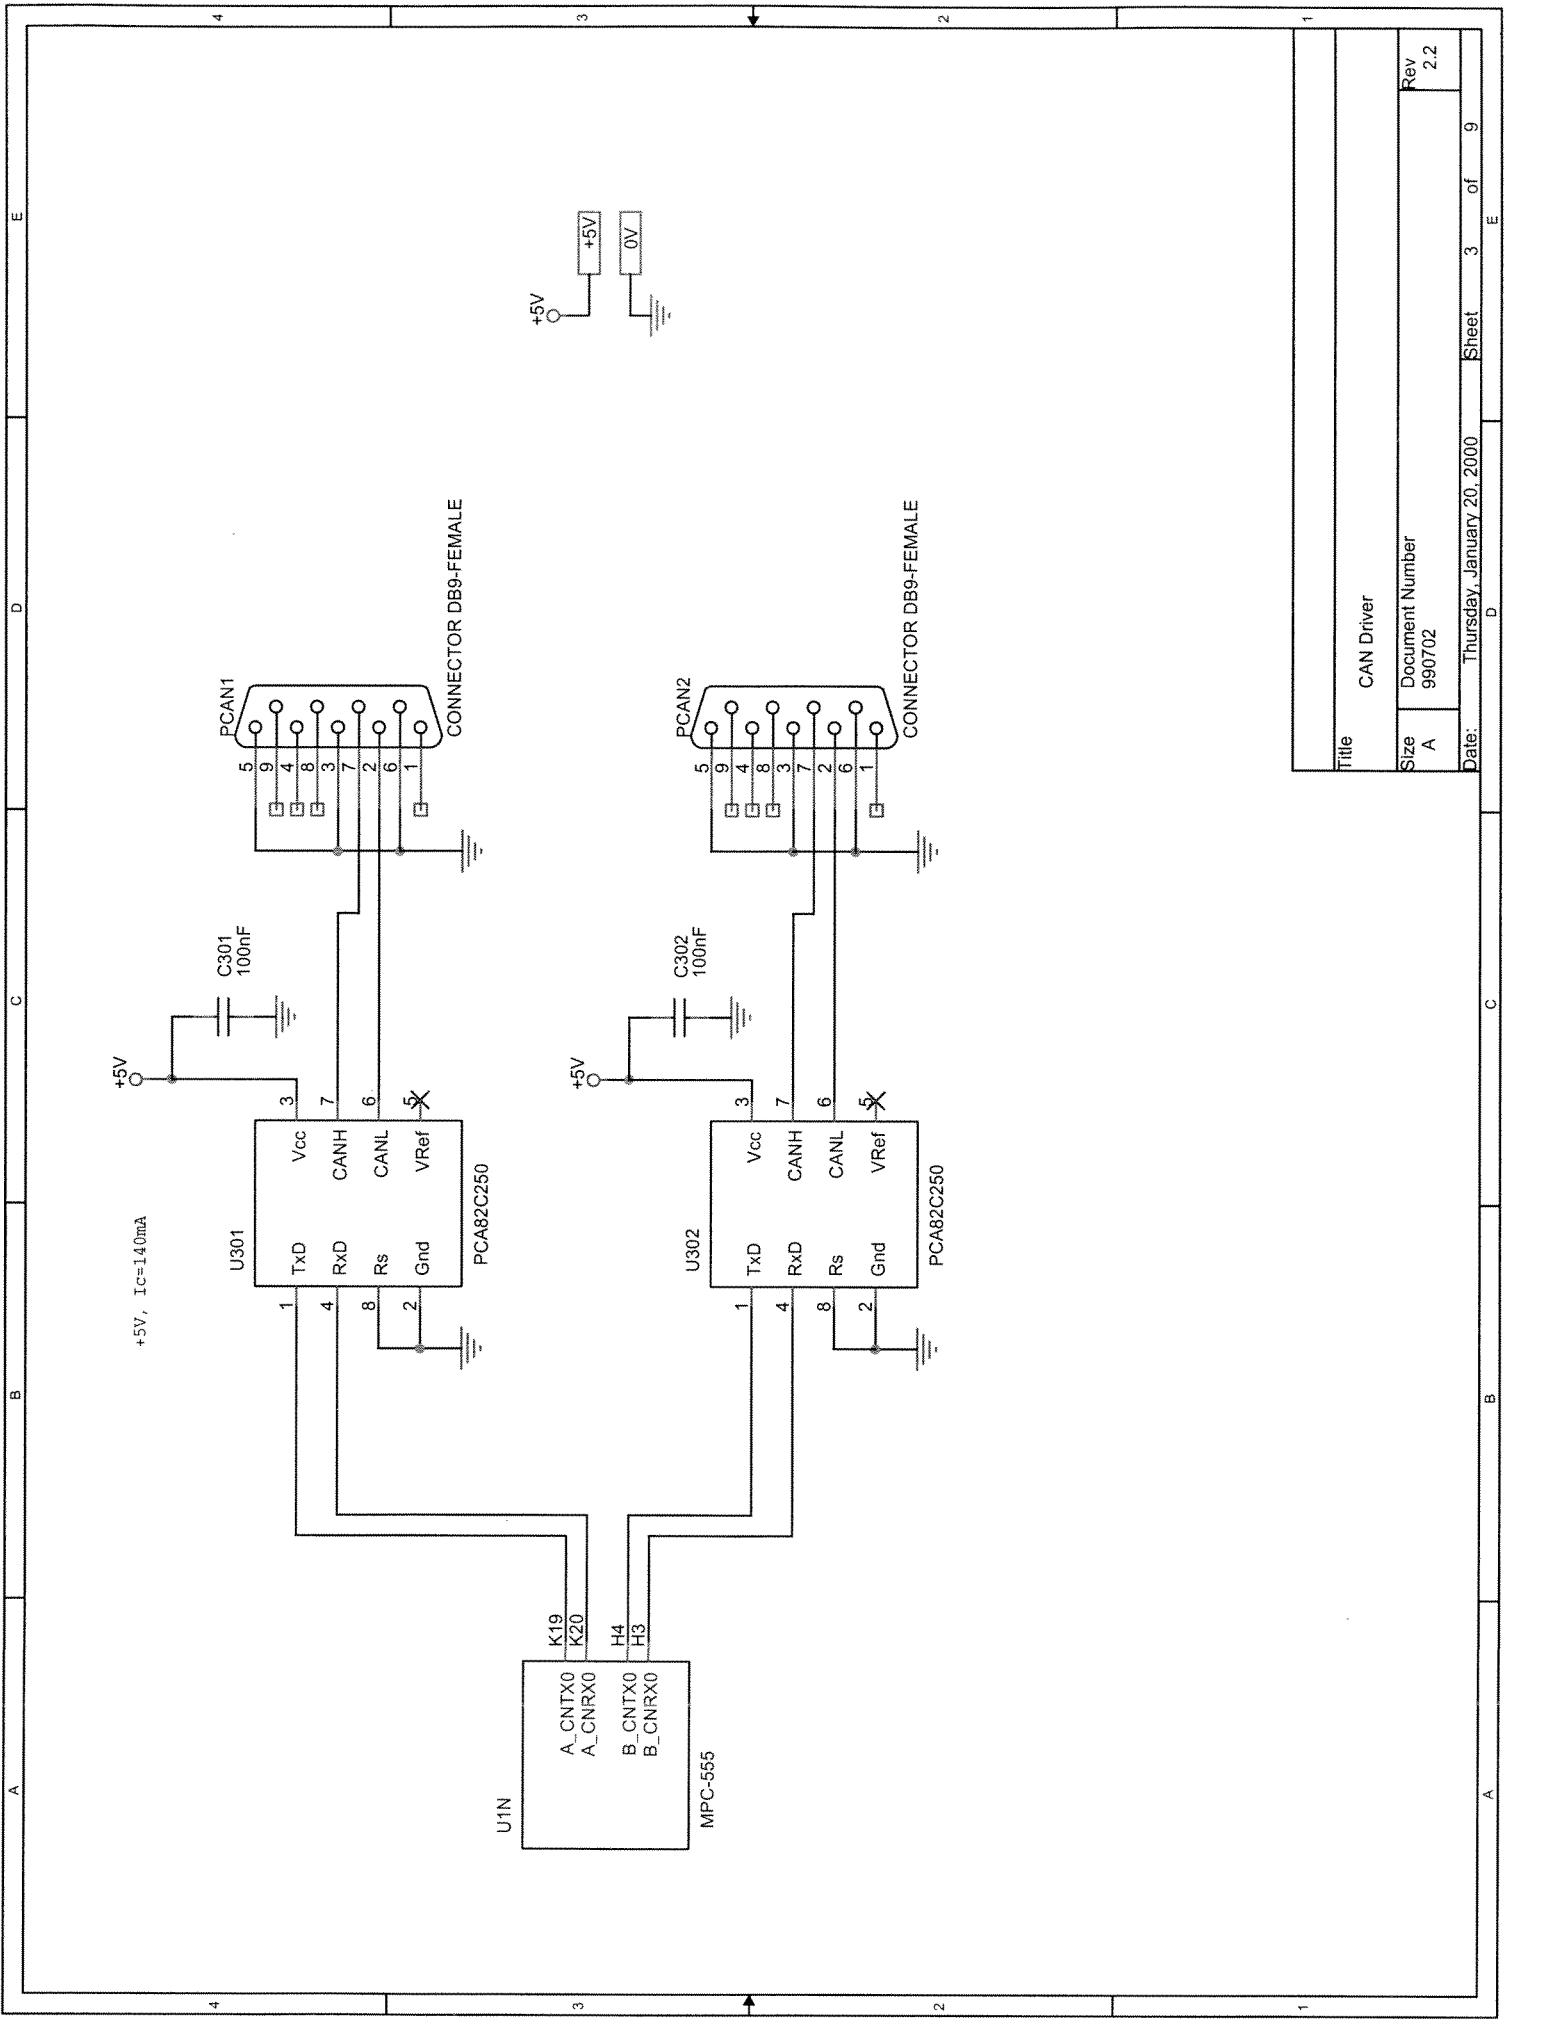 A
B
C
D
E
4
3
2
1
+5V, Ic=140mA
U301
TxD
RxD
Rs
Gnd
Vcc
CANH
CANL
VRef
1
4
8
2
3
7
6
5
PCA82C250
+5V
C301
100nF
PCAN1
5
9
4
8
3
7
2
6
1
CONNECTOR DB9-FEMALE
U1N
A_CNTX0
A_CNRX0
B_CNTX0
B_CNRX0
K19
K20
H4
H3
MPC-555
+5V
+5V
0V
U302
TxD
RxD
Rs
Gnd
Vcc
CANH
CANL
VRef
1
4
8
2
3
7
6
5
PCA82C250
+5V
C302
100nF
PCAN2
5
9
4
8
3
7
2
6
1
CONNECTOR DB9-FEMALE
Title
CAN Driver
Size
A
Document Number
990702
Rev
2.2
Date: Thursday, January 20, 2000 Sheet 3 of 9
4
3
2
1
A
B
C
D
E